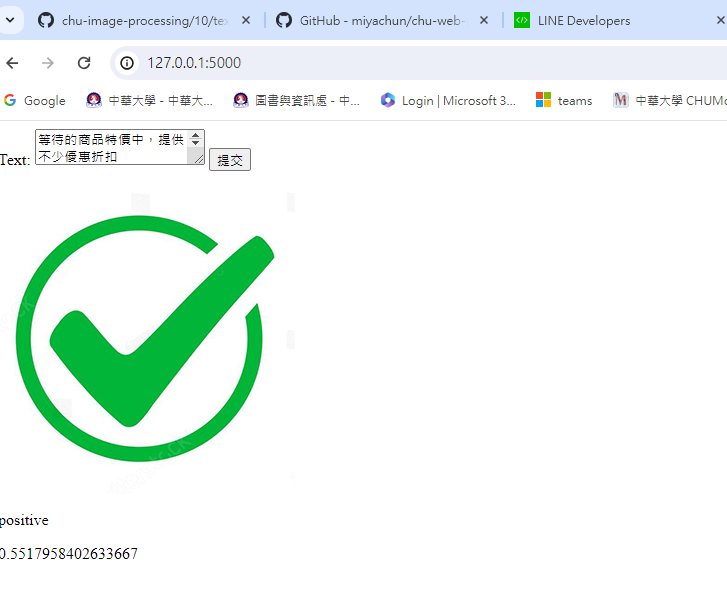 chu-image-processing/10/te
GitHub - miyachun/chu-web-
LINE Developers
127.0.0.1:5000
Google
中華大學 - 中華大...
圖書與資訊處 - 中...
Login | Microsoft 3...
teams
中華大學 CHUMo
Text:
等待的商品特價中，提供
不少優惠折扣
提交
positive
0.5517958402633667